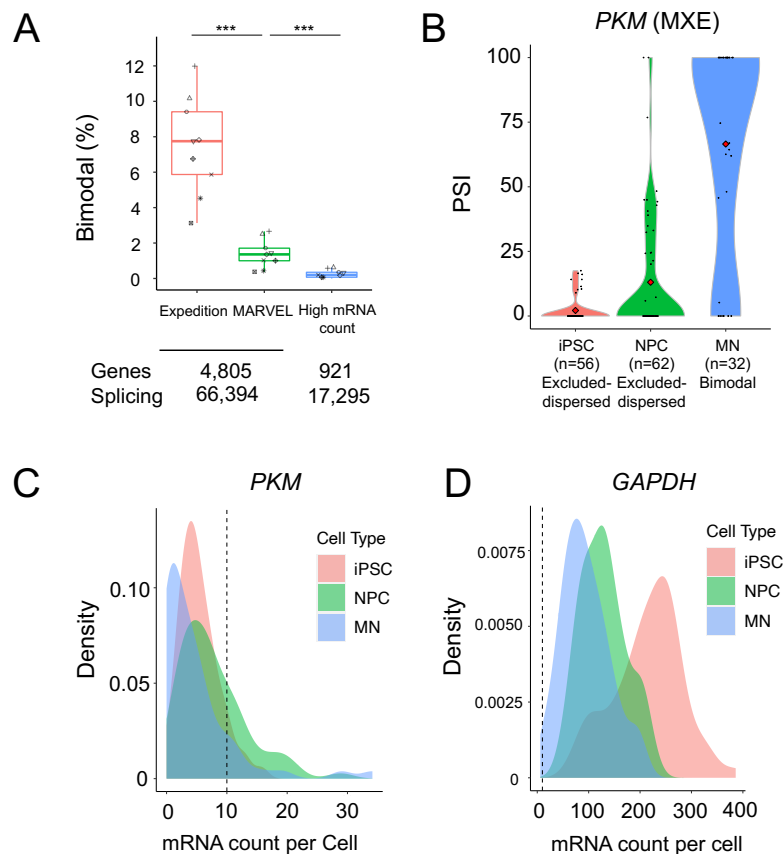 A
*** ***
Bimodal (%)
12
10
8
6
4
2
0
Expedition MARVEL High mRNA
count
Genes 4,805 921
Splicing 66,394 17,295
B
PKM (MXE)
PSI
100
75
50
25
0
iPSC NPC MN
(n=56) (n=62) (n=32)
Excluded- Excluded- Bimodal
dispersed dispersed
C
PKM
Density
0.10
0.05
0
Cell Type
iPSC
NPC
MN
0 10 20 30
mRNA count per Cell
D
GAPDH
Density
0.0075
0.0050
0.0025
0
Cell Type
iPSC
NPC
MN
0 100 200 300 400
mRNA count per cell